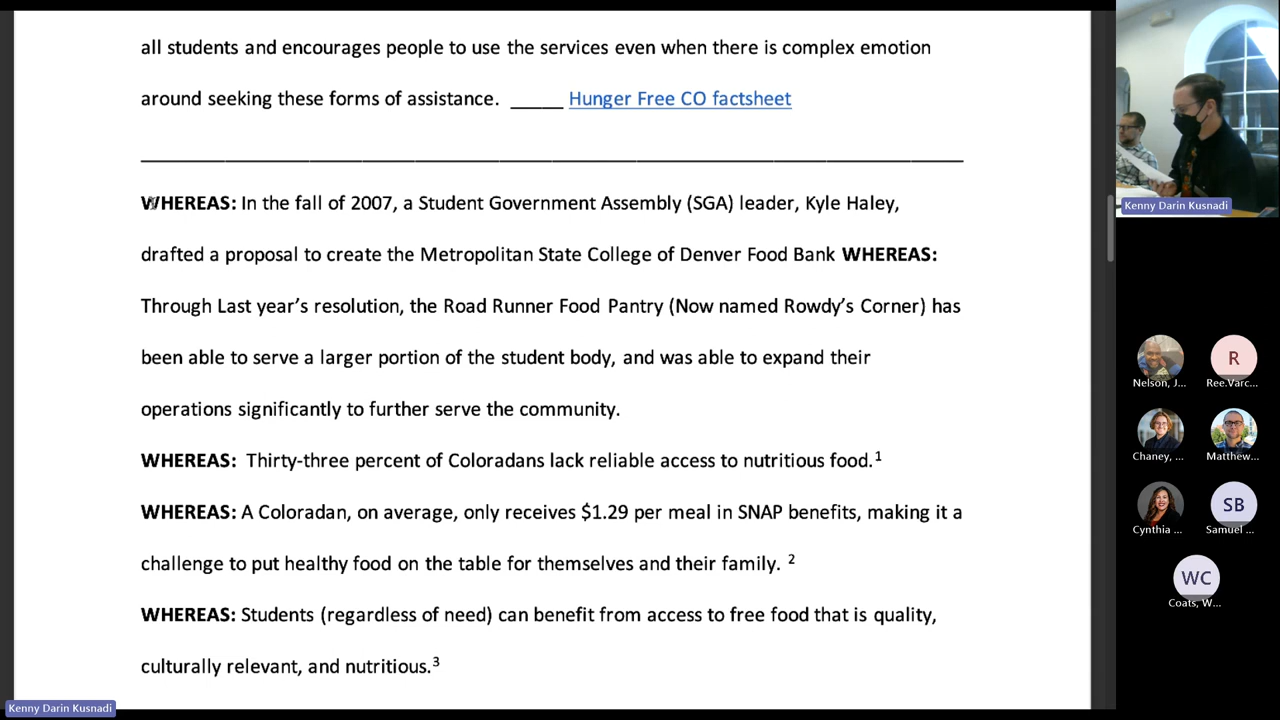 all students and encourages people to use the services even when there is complex emotion
around seeking these forms of assistance. _____ Hunger Free CO factsheet
WHEREAS: In the fall of 2007, a Student Government Assembly (SGA) leader, Kyle Haley,
drafted a proposal to create the Metropolitan State College of Denver Food Bank WHEREAS:
Through Last year’s resolution, the Road Runner Food Pantry (Now named Rowdy’s Corner) has
been able to serve a larger portion of the student body, and was able to expand their
operations significantly to further serve the community.
WHEREAS: Thirty-three percent of Coloradans lack reliable access to nutritious food.¹
WHEREAS: A Coloradan, on average, only receives $1.29 per meal in SNAP benefits, making it a
challenge to put healthy food on the table for themselves and their family. ²
WHEREAS: Students (regardless of need) can benefit from access to free food that is quality,
culturally relevant, and nutritious.³
Kenny Darin Kusnadi
Kenny Darin Kusnadi
Nelson, J...
R
Ree.Varc...
Chaney, ...
Matthew...
Cynthia ...
SB
Samuel ...
WC
Coats, W...